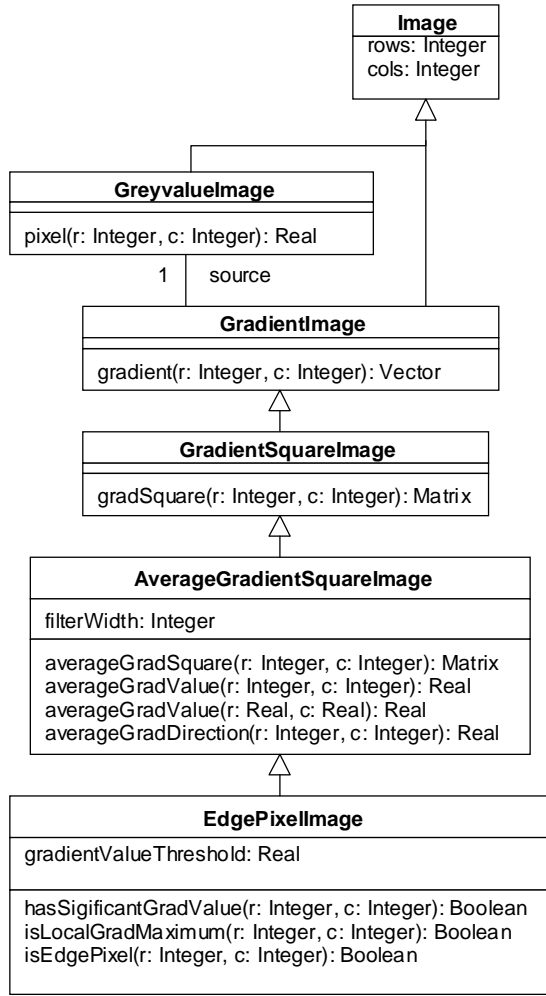 Image
rows: Integer
cols: Integer
GreyvalueImage
pixel(r: Integer, c: Integer): Real
1 source
GradientImage
gradient(r: Integer, c: Integer): Vector
GradientSquareImage
gradSquare(r: Integer, c: Integer): Matrix
AverageGradientSquareImage
filterWidth: Integer
averageGradSquare(r: Integer, c: Integer): Matrix
averageGradValue(r: Integer, c: Integer): Real
averageGradValue(r: Real, c: Real): Real
averageGradDirection(r: Integer, c: Integer): Real
EdgePixelImage
gradientValueThreshold: Real
hasSigificantGradValue(r: Integer, c: Integer): Boolean
isLocalGradMaximum(r: Integer, c: Integer): Boolean
isEdgePixel(r: Integer, c: Integer): Boolean